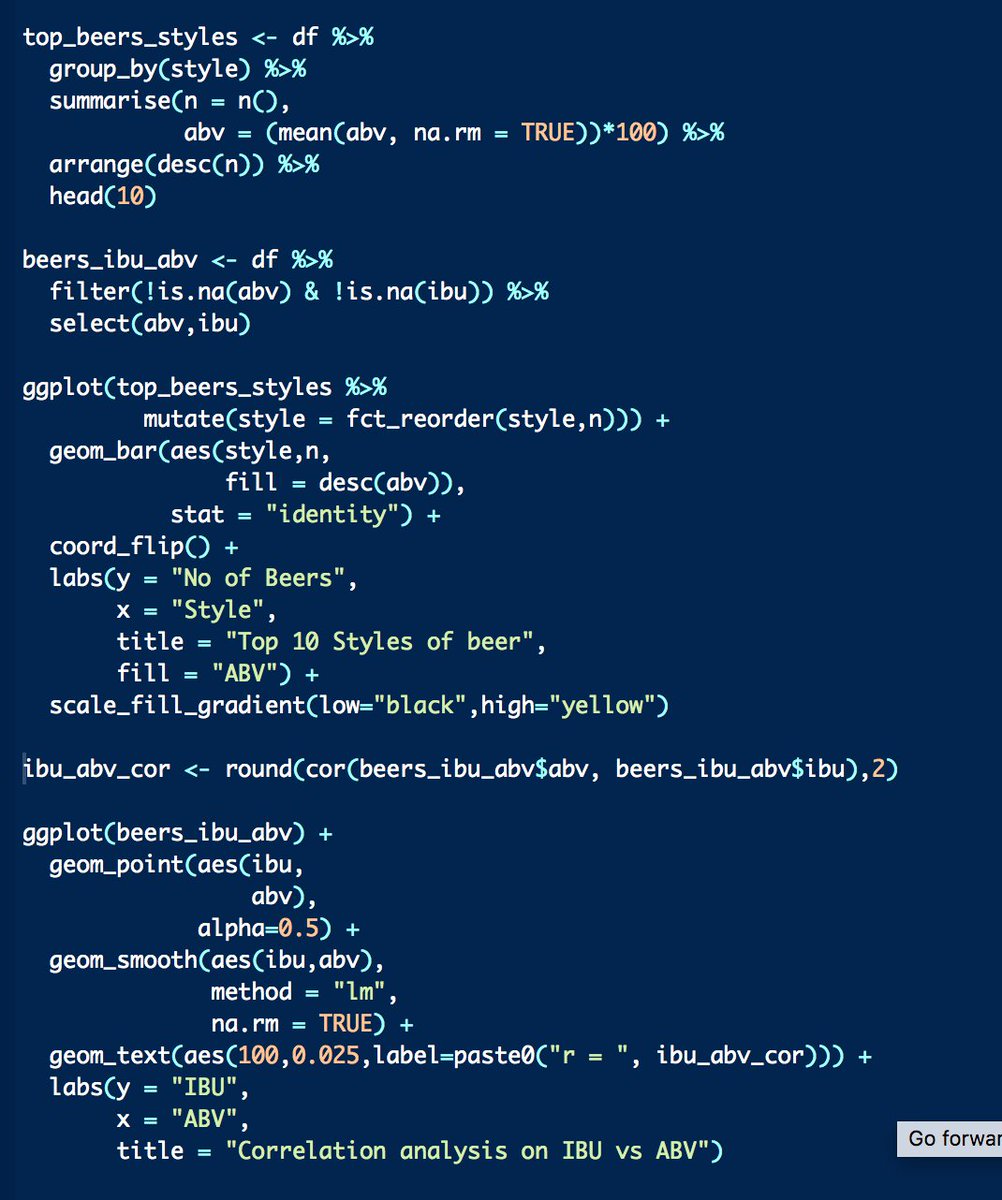 top_beers_styles <- df %>%
  group_by(style) %>%
  summarise(n = n(),
            abv = (mean(abv, na.rm = TRUE))*100) %>%
  arrange(desc(n)) %>%
  head(10)

beers_ibu_abv <- df %>%
  filter(!is.na(abv) & !is.na(ibu)) %>%
  select(abv,ibu)

ggplot(top_beers_styles %>%
         mutate(style = fct_reorder(style,n))) +
  geom_bar(aes(style,n,
               fill = desc(abv)),
           stat = "identity") +
  coord_flip() +
  labs(y = "No of Beers",
       x = "Style",
       title = "Top 10 Styles of beer",
       fill = "ABV") +
  scale_fill_gradient(low="black",high="yellow")

ibu_abv_cor <- round(cor(beers_ibu_abv$abv, beers_ibu_abv$ibu),2)

ggplot(beers_ibu_abv) +
  geom_point(aes(ibu,
                 abv),
             alpha=0.5) +
  geom_smooth(aes(ibu,abv),
              method = "lm",
              na.rm = TRUE) +
  geom_text(aes(100,0.025,label=paste0("r = ", ibu_abv_cor))) +
  labs(y = "IBU",
       x = "ABV",
       title = "Correlation analysis on IBU vs ABV")
Go forwar